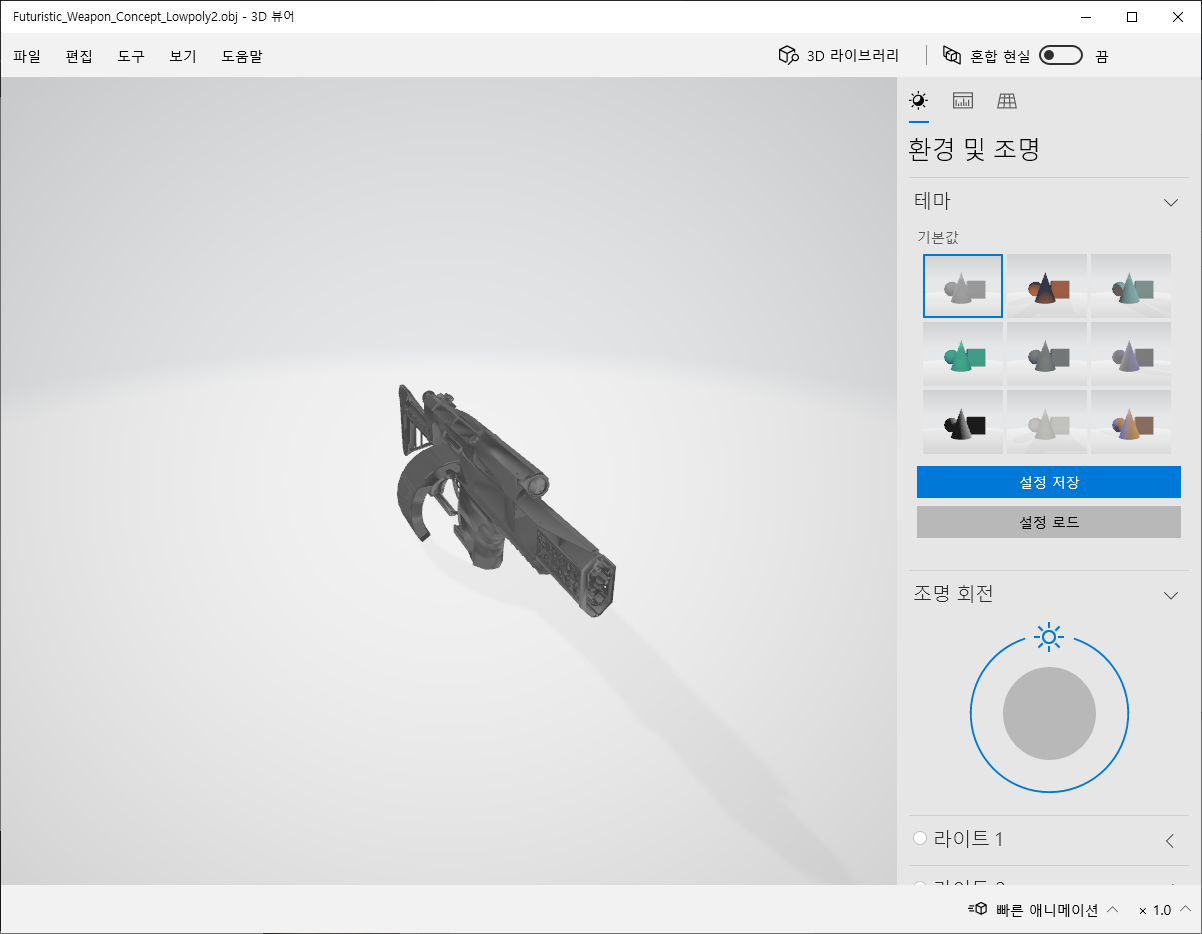 Futuristic_Weapon_Concept_Lowpoly2.obj - 3D 뷰어
파일 편집 도구 보기 도움말 3D 라이브러리 혼합 현실 끔
환경 및 조명
테마
기본값
설정 저장
설정 로드
조명 회전
라이트 1
빠른 애니메이션 × 1.0